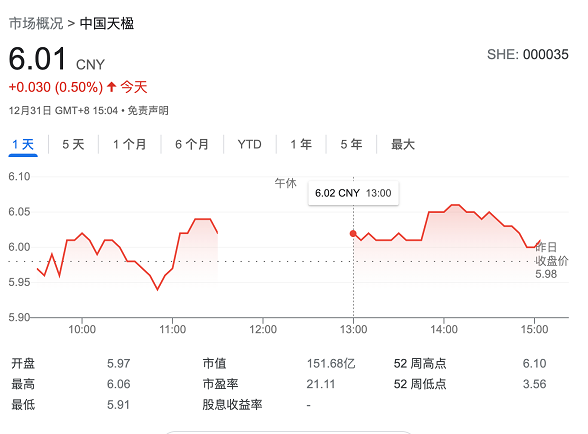 市场概况 > 中国天楹
6.01 CNY
SHE: 000035
+0.030 (0.50%) 今天
12月31日 GMT+8 15:04 • 免责声明
1 天 5 天 1 个月 6 个月 YTD 1 年 5 年 最大
6.10
午休
6.02 CNY 13:00
6.05
6.00
昨日
收盘价
5.98
5.95
5.90
10:00 11:00 12:00 13:00 14:00 15:00
开盘 5.97 市值 151.68亿 52 周高点 6.10
最高 6.06 市盈率 21.11 52 周低点 3.56
最低 5.91 股息收益率 -